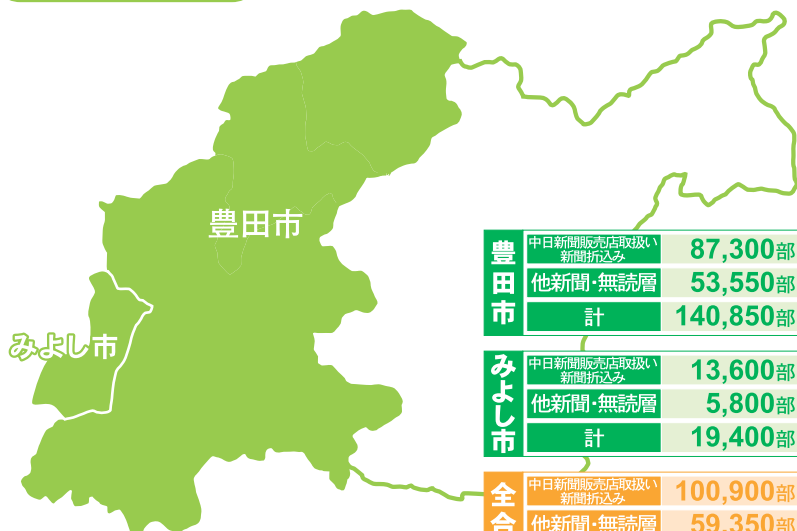 豊田市
みよし市
豊田市
中日新聞販売店取扱い
新聞折込み
87,300部
他新聞・無読層
53,550部
計
140,850部
みよし市
中日新聞販売店取扱い
新聞折込み
13,600部
他新聞・無読層
5,800部
計
19,400部
全合
中日新聞販売店取扱い
新聞折込み
100,900部
他新聞・無読層
59,350部